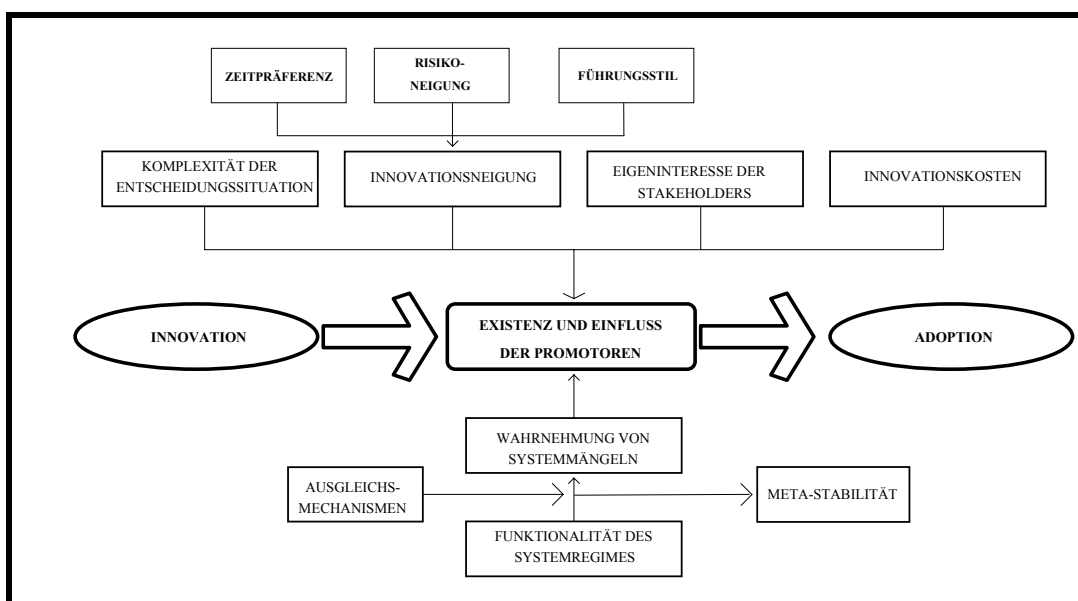 ZEITPRÄFERENZ
RISIKO-
NEIGUNG
FÜHRUNGSSTIL
KOMPLEXITÄT DER
ENTSCHEIDUNGSSITUATION
INNOVATIONSNEIGUNG
EIGENINTERESSE DER
STAKEHOLDERS
INNOVATIONSKOSTEN
INNOVATION
EXISTENZ UND EINFLUSS
DER PROMOTOREN
ADOPTION
WAHRNEHMUNG VON
SYSTEMMÄNGELN
AUSGLEICHS-
MECHANISMEN
META-STABILITÄT
FUNKTIONALITÄT DES
SYSTEMREGIMES